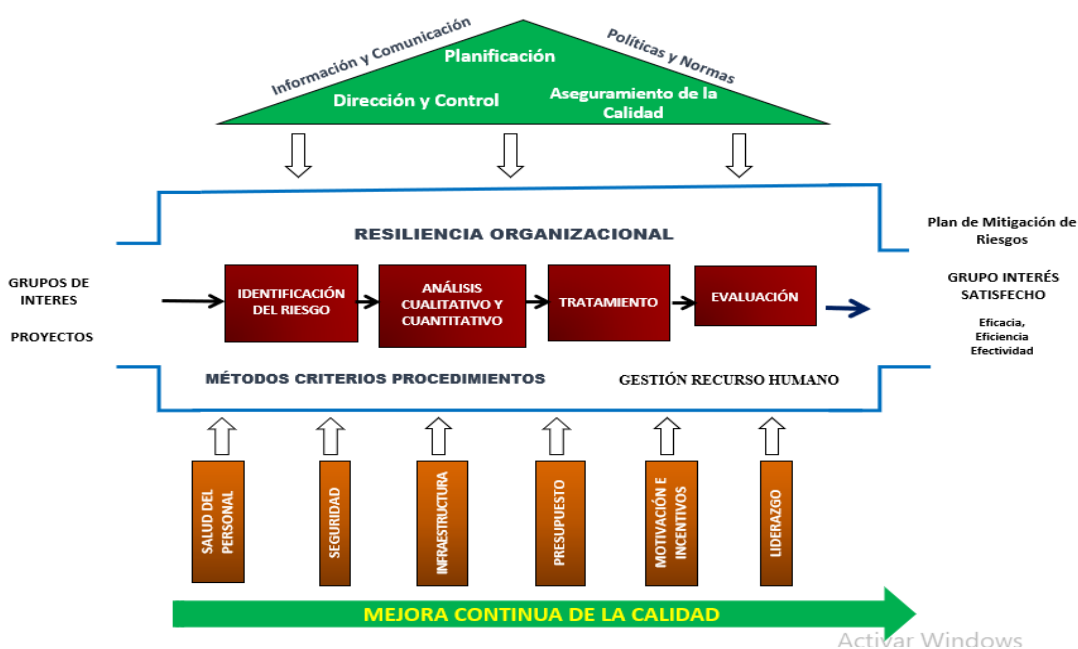 Información y Comunicación
Políticas y Normas
Planificación
Dirección y Control
Aseguramiento de la
Calidad
RESILIENCIA ORGANIZACIONAL
Plan de Mitigación de
Riesgos
GRUPOS DE
INTERES
PROYECTOS
IDENTIFICACIÓN
DEL RIESGO
ANÁLISIS
CUALITATIVO Y
CUANTITATIVO
TRATAMIENTO
EVALUACIÓN
GRUPO INTERÉS
SATISFECHO
Eficacia,
Eficiencia
Efectividad
MÉTODOS CRITERIOS PROCEDIMIENTOS
GESTIÓN RECURSO HUMANO
SALUD DEL
PERSONAL
SEGURIDAD
INFRAESTRUCTURA
PRESUPUESTO
MOTIVACIÓN E
INCENTIVOS
LIDERAZGO
MEJORA CONTINUA DE LA CALIDAD
Activar Windows